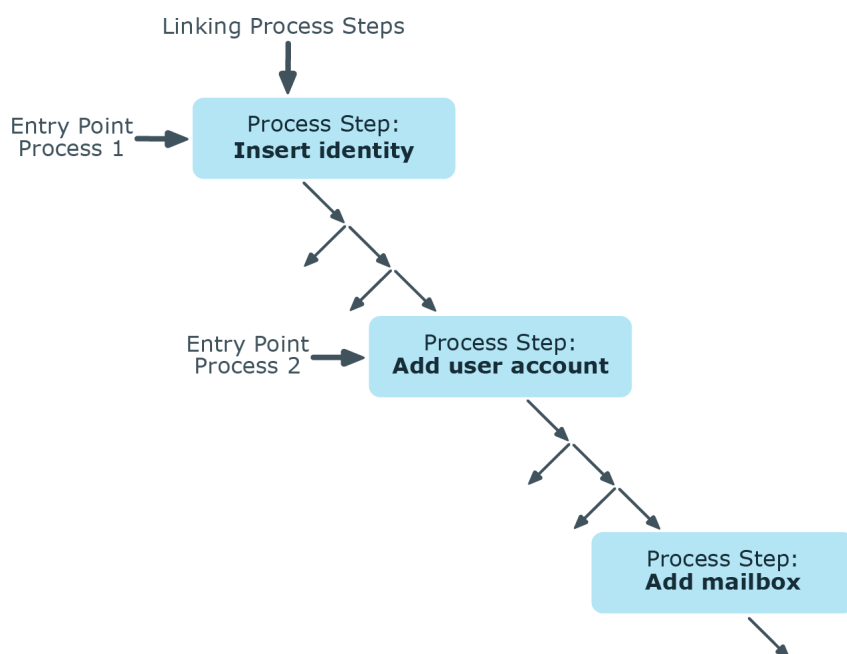 Linking Process Steps
Entry Point
Process 1
Process Step:
Insert identity
Entry Point
Process 2
Process Step:
Add user account
Process Step:
Add mailbox